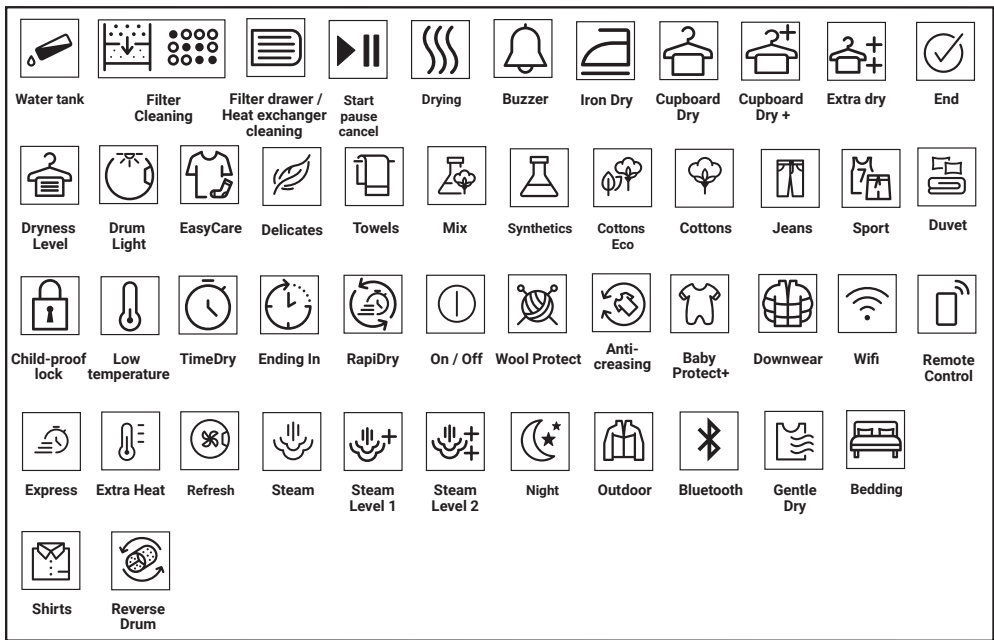 Water tank
Filter
Cleaning
Filter drawer /
Heat exchanger
cleaning
Start
pause
cancel
Drying
Buzzer
Iron Dry
Cupboard
Dry
Cupboard
Dry +
Extra dry
End
Dryness
Level
Drum
Light
EasyCare
Delicates
Towels
Mix
Synthetics
Cottons
Eco
Cottons
Jeans
7
Sport
Duvet
Child-proof
lock
Low
temperature
TimeDry
Ending In
RapiDry
On / Off
Wool Protect
Anti-
creasing
Baby
Protect+
Downwear
Wifi
Remote
Control
Express
Extra Heat
Refresh
Steam
Steam
Level 1
Steam
Level 2
Night
Outdoor
Bluetooth
Gentle
Dry
Bedding
Shirts
Reverse
Drum